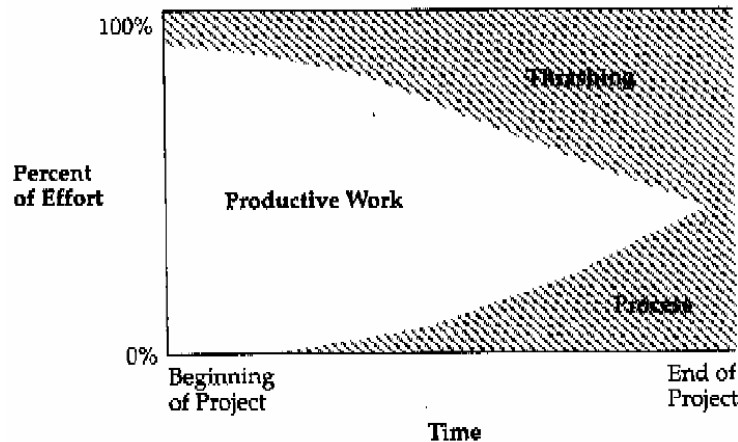 100%
Thrashing
Percent
of Effort
Productive Work
Process
0%
Beginning
of Project
End of
Project
Time